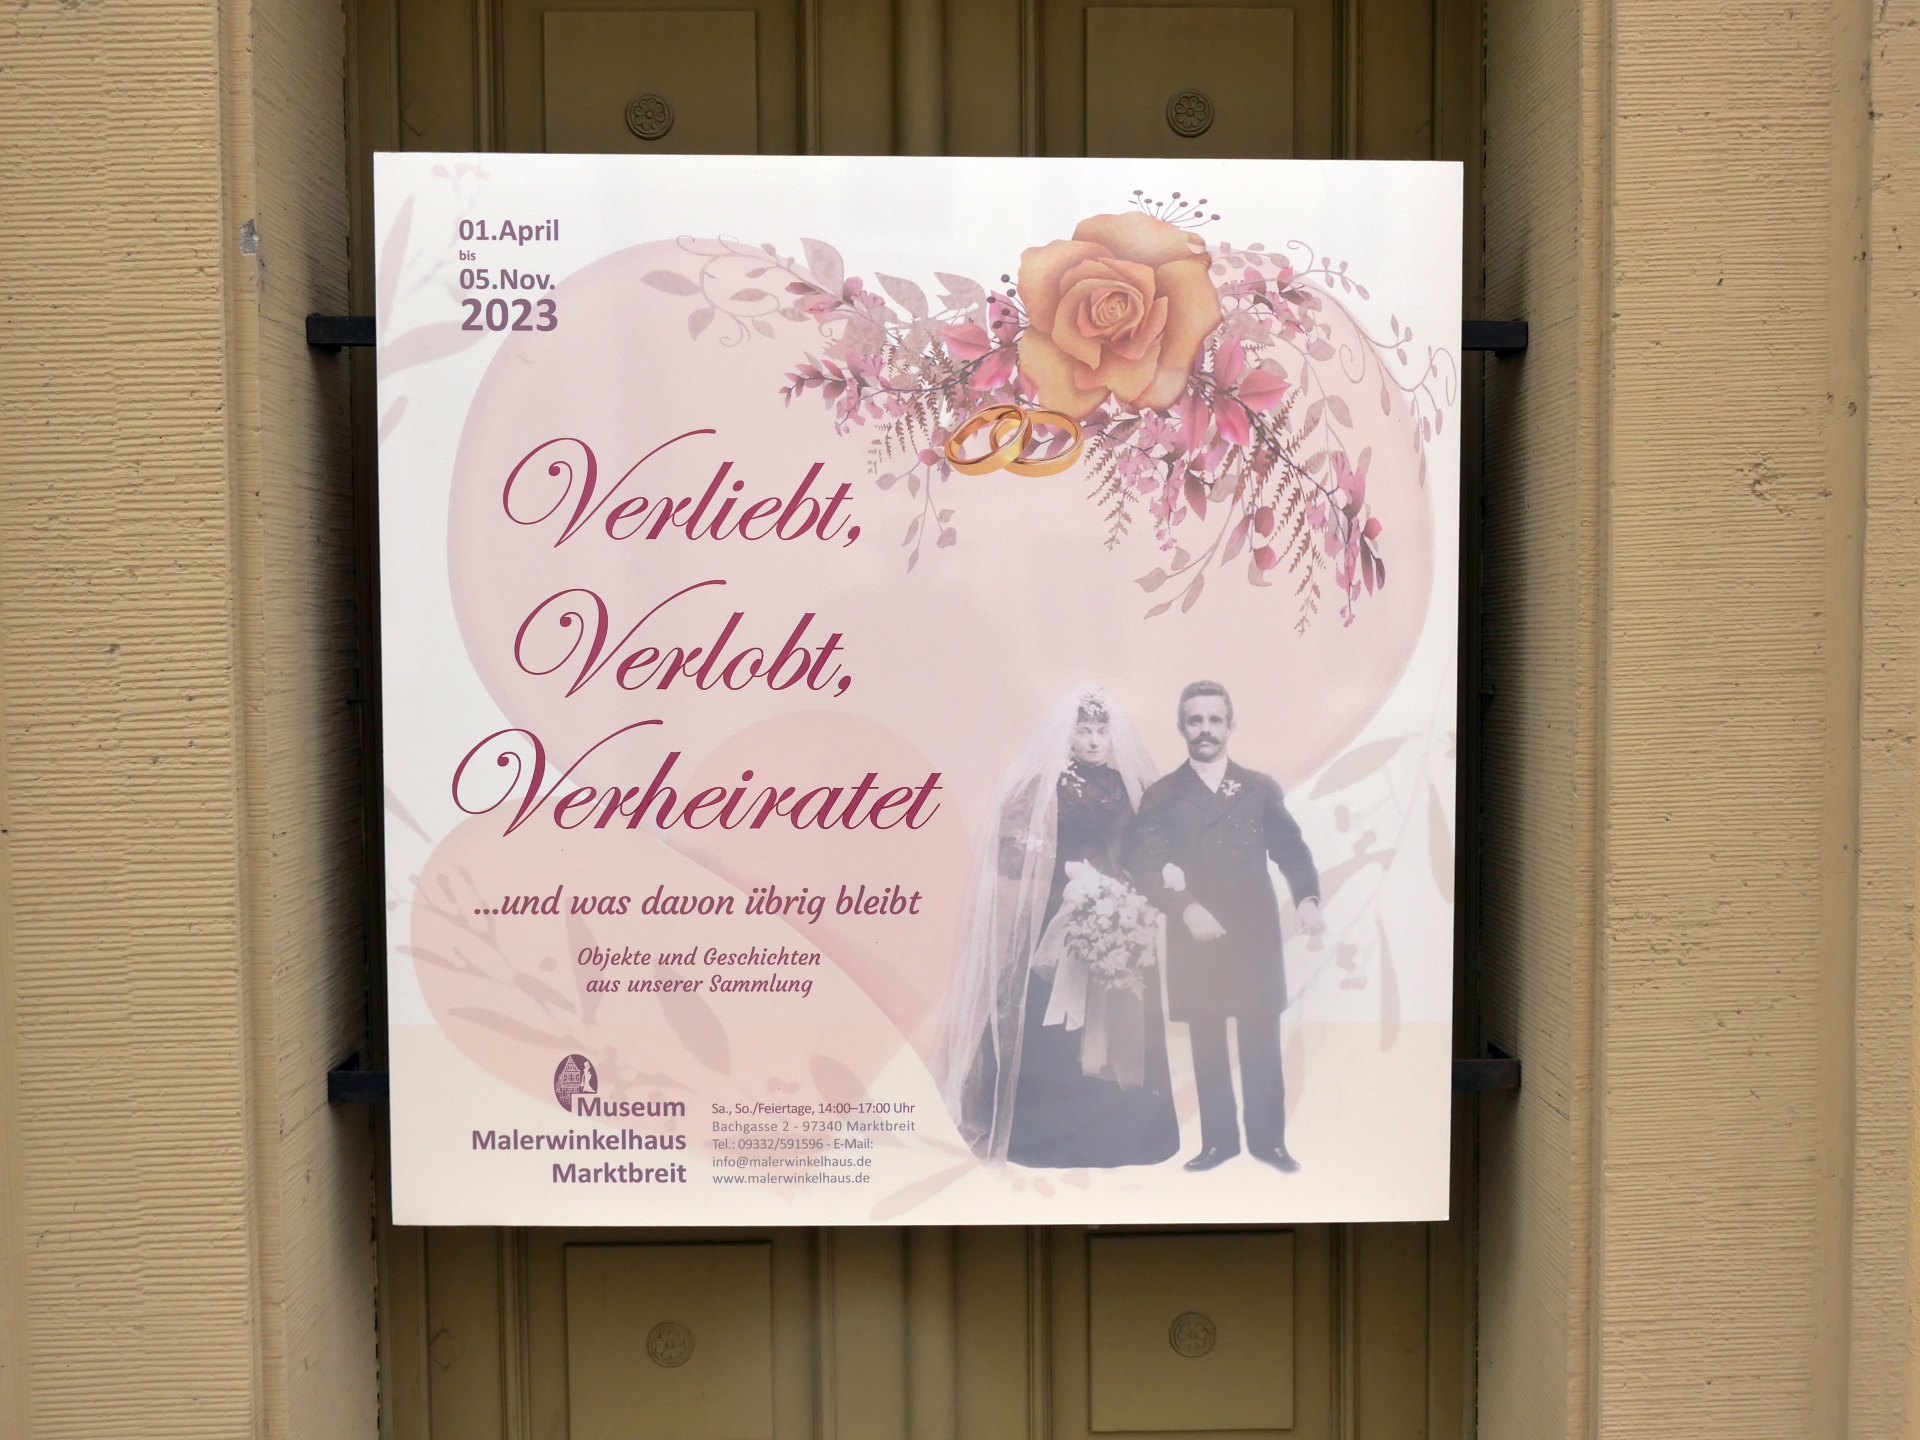 01.April
bis
05.Nov.
2023
Verliebt,
Verlobt,
Verheiratet
...und was davon übrig bleibt
Objekte und Geschichten
aus unserer Sammlung
Museum
Malerwinkelhaus
Marktbreit
Sa., So./Feiertage, 14:00–17:00 Uhr
Bachgasse 2 - 97340 Marktbreit
Tel.: 09332/591596 - E-Mail:
info@malerwinkelhaus.de
www.malerwinkelhaus.de